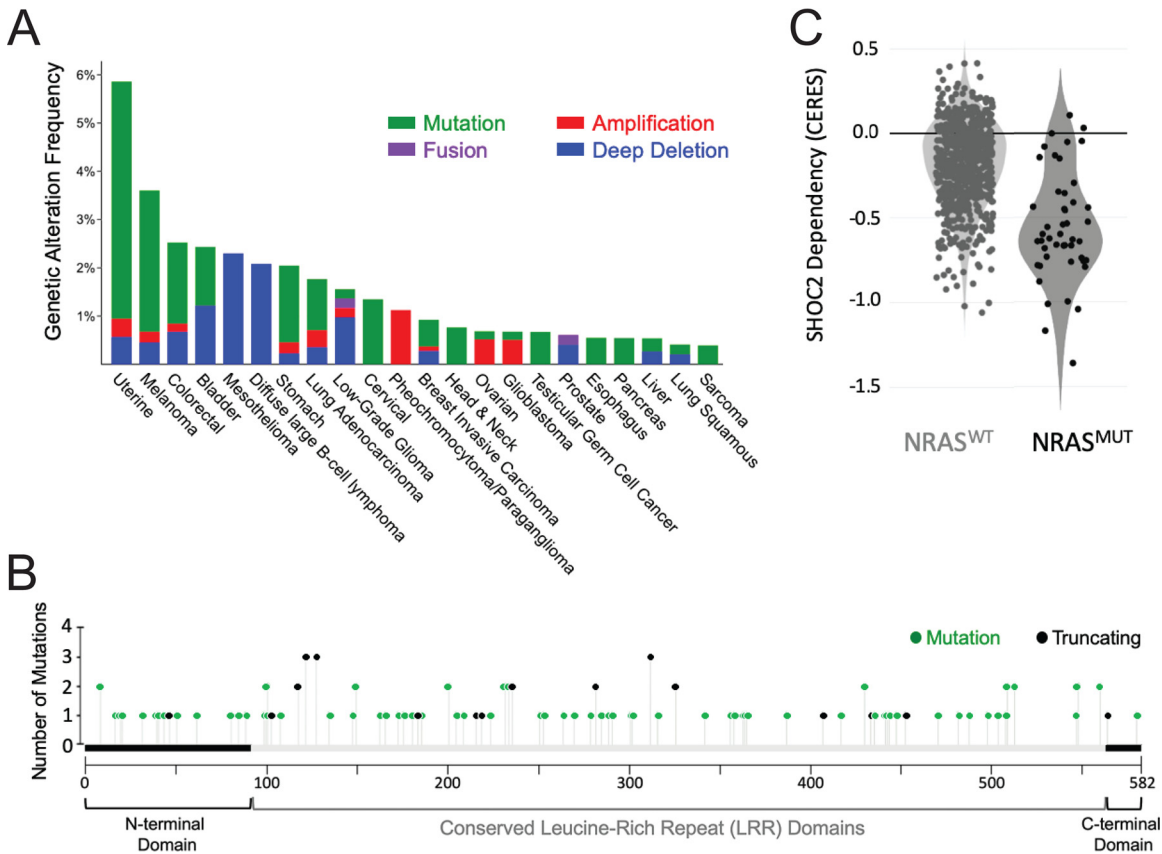 A
Genetic Alteration Frequency
6%
5%
4%
3%
2%
1%
Mutation
Fusion
Amplification
Deep Deletion
Uterine
Melanoma
Colorectal
Bladder
Mesothelioma
Diffuse large B-cell lymphoma
Stomach
Lung Adenocarcinoma
Low-Grade Glioma
Cervical
Pheochromocytoma/Paraganglioma
Breast Invasive Carcinoma
Head & Neck
Ovarian
Glioblastoma
Testicular Germ Cell Cancer
Prostate
Esophagus
Pancreas
Liver
Lung Squamous
Sarcoma
C
SHOC2 Dependency (CERES)
0.5
0.0
-0.5
-1.0
-1.5
NRASWT
NRASMUT
B
Number of Mutations
4
3
2
1
0
Mutation
Truncating
0
100
200
300
400
500
582
N-terminal
Domain
Conserved Leucine-Rich Repeat (LRR) Domains
C-terminal
Domain